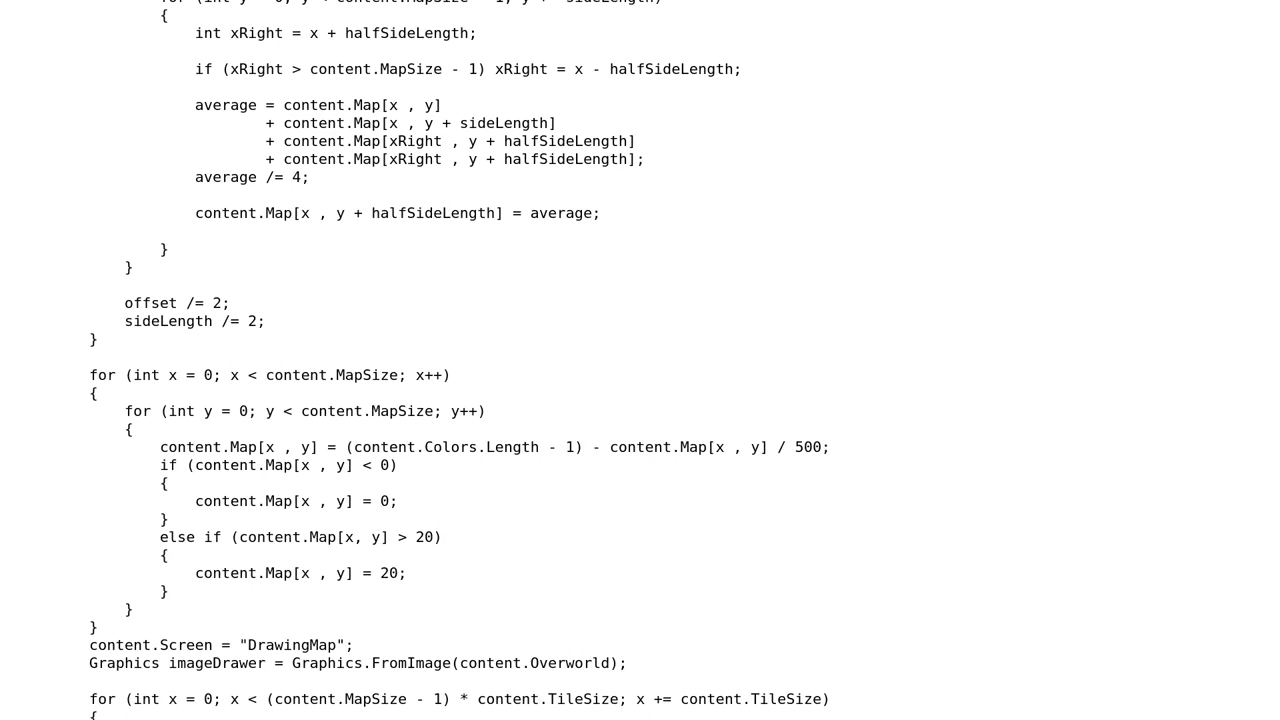 {
int xRight = x + halfSideLength;
if (xRight > content.MapSize - 1) xRight = x - halfSideLength;
average = content.Map[x , y]
+ content.Map[x , y + sideLength]
+ content.Map[xRight , y + halfSideLength]
+ content.Map[xRight , y + halfSideLength];
average /= 4;
content.Map[x , y + halfSideLength] = average;
}
}
offset /= 2;
sideLength /= 2;
}
for (int x = 0; x < content.MapSize; x++)
{
for (int y = 0; y < content.MapSize; y++)
{
content.Map[x , y] = (content.Colors.Length - 1) - content.Map[x , y] / 500;
if (content.Map[x , y] < 0)
{
content.Map[x , y] = 0;
}
else if (content.Map[x, y] > 20)
{
content.Map[x , y] = 20;
}
}
}
content.Screen = "DrawingMap";
Graphics imageDrawer = Graphics.FromImage(content.Overworld);
for (int x = 0; x < (content.MapSize - 1) * content.TileSize; x += content.TileSize)
{